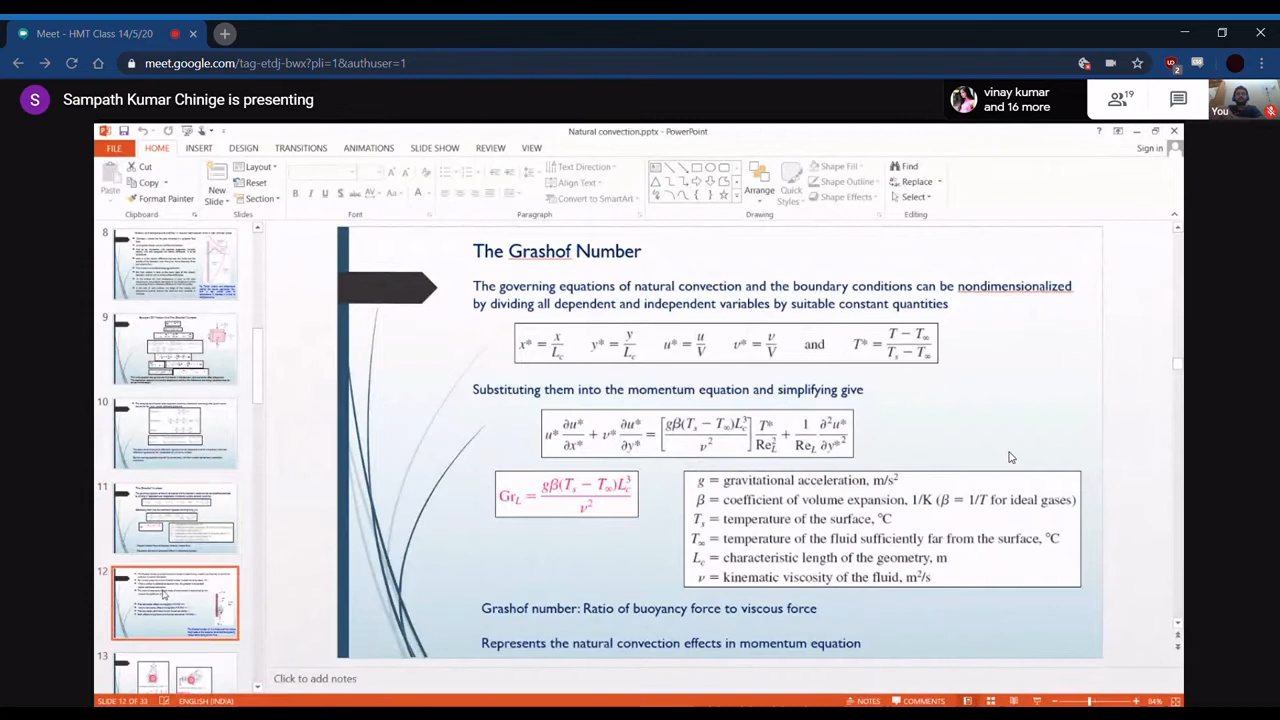 Meet - HMT Class 14/5/20
meet.google.com/tag-etdj-bwx?pli=1&authuser=1
2
S
Sampath Kumar Chinige is presenting
vinay kumar
and 16 more
19
You
Natural convection.pptx - PowerPoint
Sign in
FILE HOME INSERT DESIGN TRANSITIONS ANIMATIONS SLIDE SHOW REVIEW VIEW
Paste
Cut
Copy
Format Painter
Clipboard
New
Slide
Layout
Reset
Section
Slides
B I U S abc AV Aa A
Font
Text Direction
Align Text
Convert to SmartArt
Paragraph
Arrange
Quick
Styles
Shape Fill
Shape Outline
Shape Effects
Drawing
Find
Replace
Select
Editing
8
9
10
11
12
13
The Grashof Number
The governing equations of natural convection and the boundary conditions can be nondimensionalized
by dividing all dependent and independent variables by suitable constant quantities
x* = x/L_c y* = y/L_c u* = u/V v* = v/V and T* = (T − T∞)/(T_s − T∞)
Substituting them into the momentum equation and simplifying give
u* ∂u*/∂x* + v* ∂u*/∂y* = [gβ(T_s − T∞)L_c³/ν²] T*/Re_L² + 1/Re_L ∂²u*/∂y*²
Gr_L = gβ(T_s − T∞)L_c³/ν²
g = gravitational acceleration, m/s²
β = coefficient of volume expansion, 1/K (β = 1/T for ideal gases)
T_s = temperature of the surface, °C
T∞ = temperature of the fluid sufficiently far from the surface, °C
L_c = characteristic length of the geometry, m
ν = kinematic viscosity of the fluid, m²/s
Grashof number: Ratio of buoyancy force to viscous force
Represents the natural convection effects in momentum equation
Click to add notes
SLIDE 12 OF 33 ENGLISH (INDIA) NOTES COMMENTS 84%